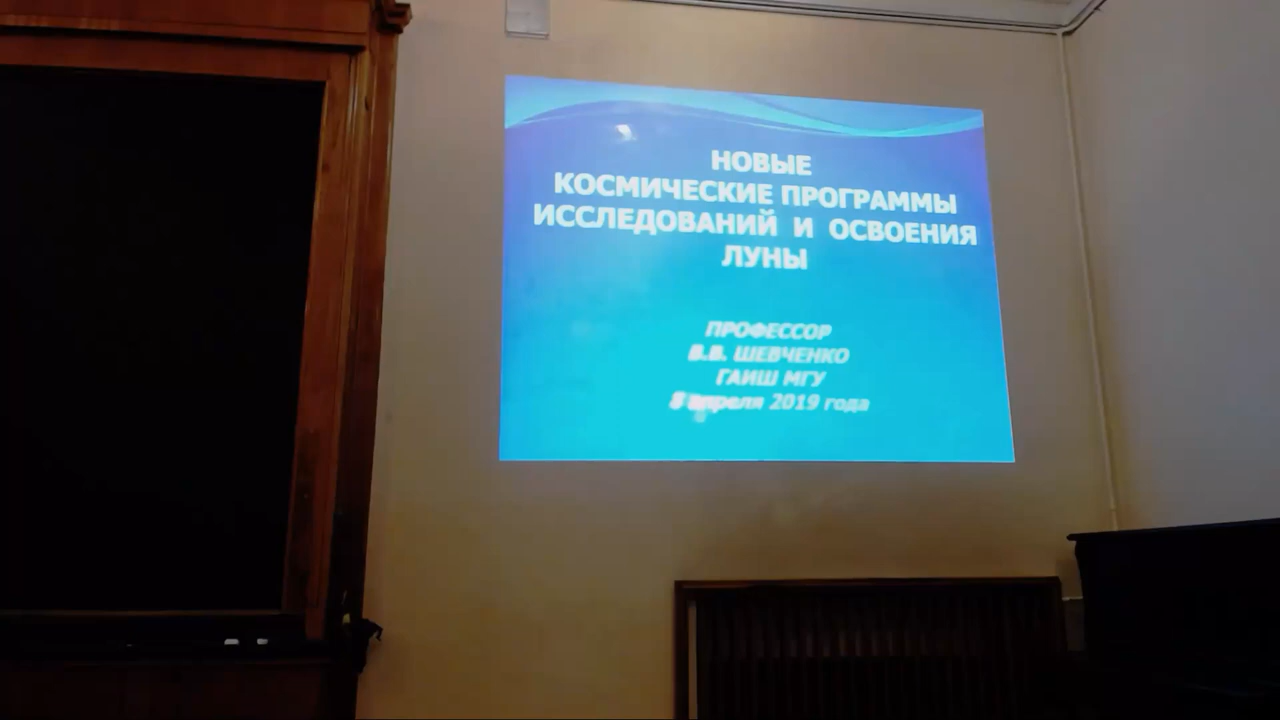 НОВЫЕ
КОСМИЧЕСКИЕ ПРОГРАММЫ
ИССЛЕДОВАНИЙ И ОСВОЕНИЯ
ЛУНЫ
ПРОФЕССОР
В.В. ШЕВЧЕНКО
ГАИШ МГУ
апреля 2019 года